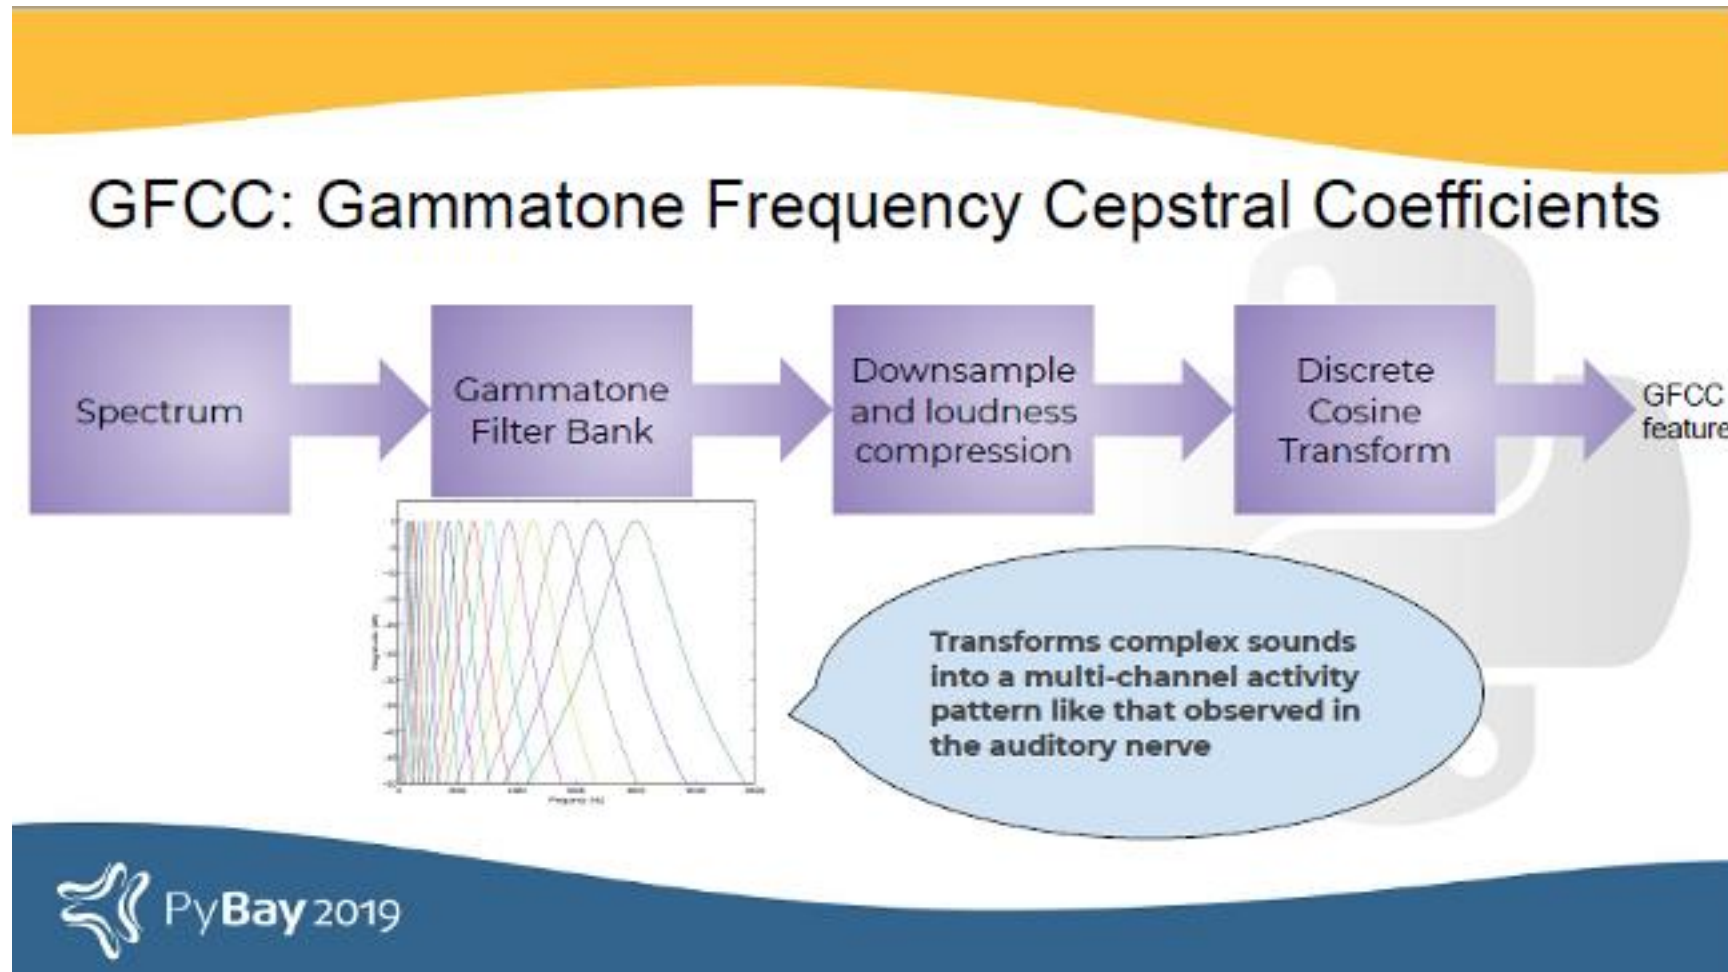 GFCC: Gammatone Frequency Cepstral Coefficients
Spectrum
Gammatone
Filter Bank
Downsample
and loudness
compression
Discrete
Cosine
Transform
GFCC
feature
Transforms complex sounds
into a multi-channel activity
pattern like that observed in
the auditory nerve
PyBay 2019